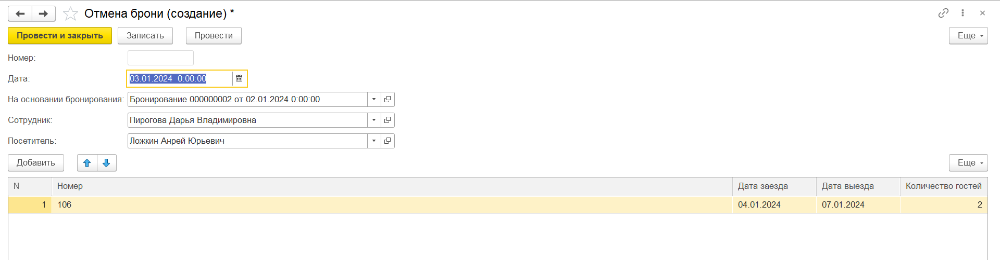 Отмена брони (создание) *
Провести и закрыть Записать Провести Еще
Номер:
Дата: 03.01.2024 0:00:00
На основании бронирования: Бронирование 000000002 от 02.01.2024 0:00:00
Сотрудник: Пирогова Дарья Владимировна
Посетитель: Ложкин Анрей Юрьевич
Добавить Еще
N Номер Дата заезда Дата выезда Количество гостей
1 106 04.01.2024 07.01.2024 2